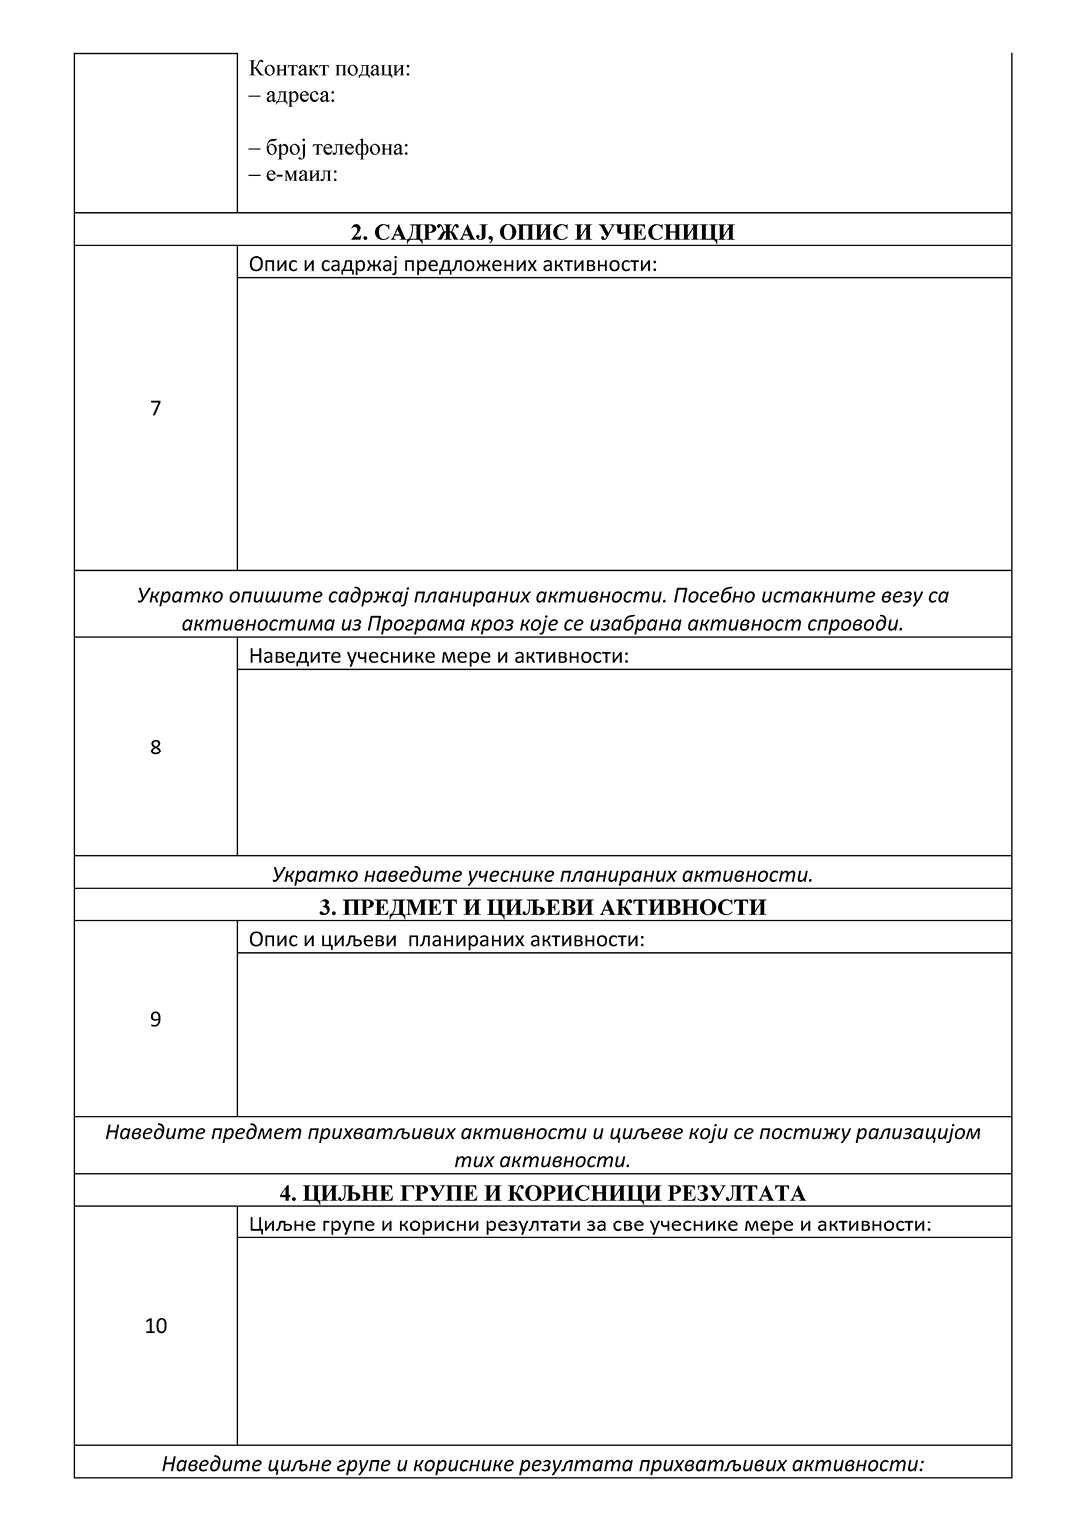 Контакт подаци:
– адреса:
– број телефона:
– е-маил:
2. САДРЖАЈ, ОПИС И УЧЕСНИЦИ
Опис и садржај предложених активности:
7
Укратко опишите садржај планираних активности. Посебно истакните везу са
активностима из Програма кроз које се изабрана активност спроводи.
Наведите учеснике мере и активности:
8
Укратко наведите учеснике планираних активности.
3. ПРЕДМЕТ И ЦИЉЕВИ АКТИВНОСТИ
Опис и циљеви  планираних активности:
9
Наведите предмет прихватљивих активности и циљеве који се постижу рализацијом
тих активности.
4. ЦИЉНЕ ГРУПЕ И КОРИСНИЦИ РЕЗУЛТАТА
Циљне групе и корисни резултати за све учеснике мере и активности:
10
Наведите циљне групе и кориснике резултата прихватљивих активности: